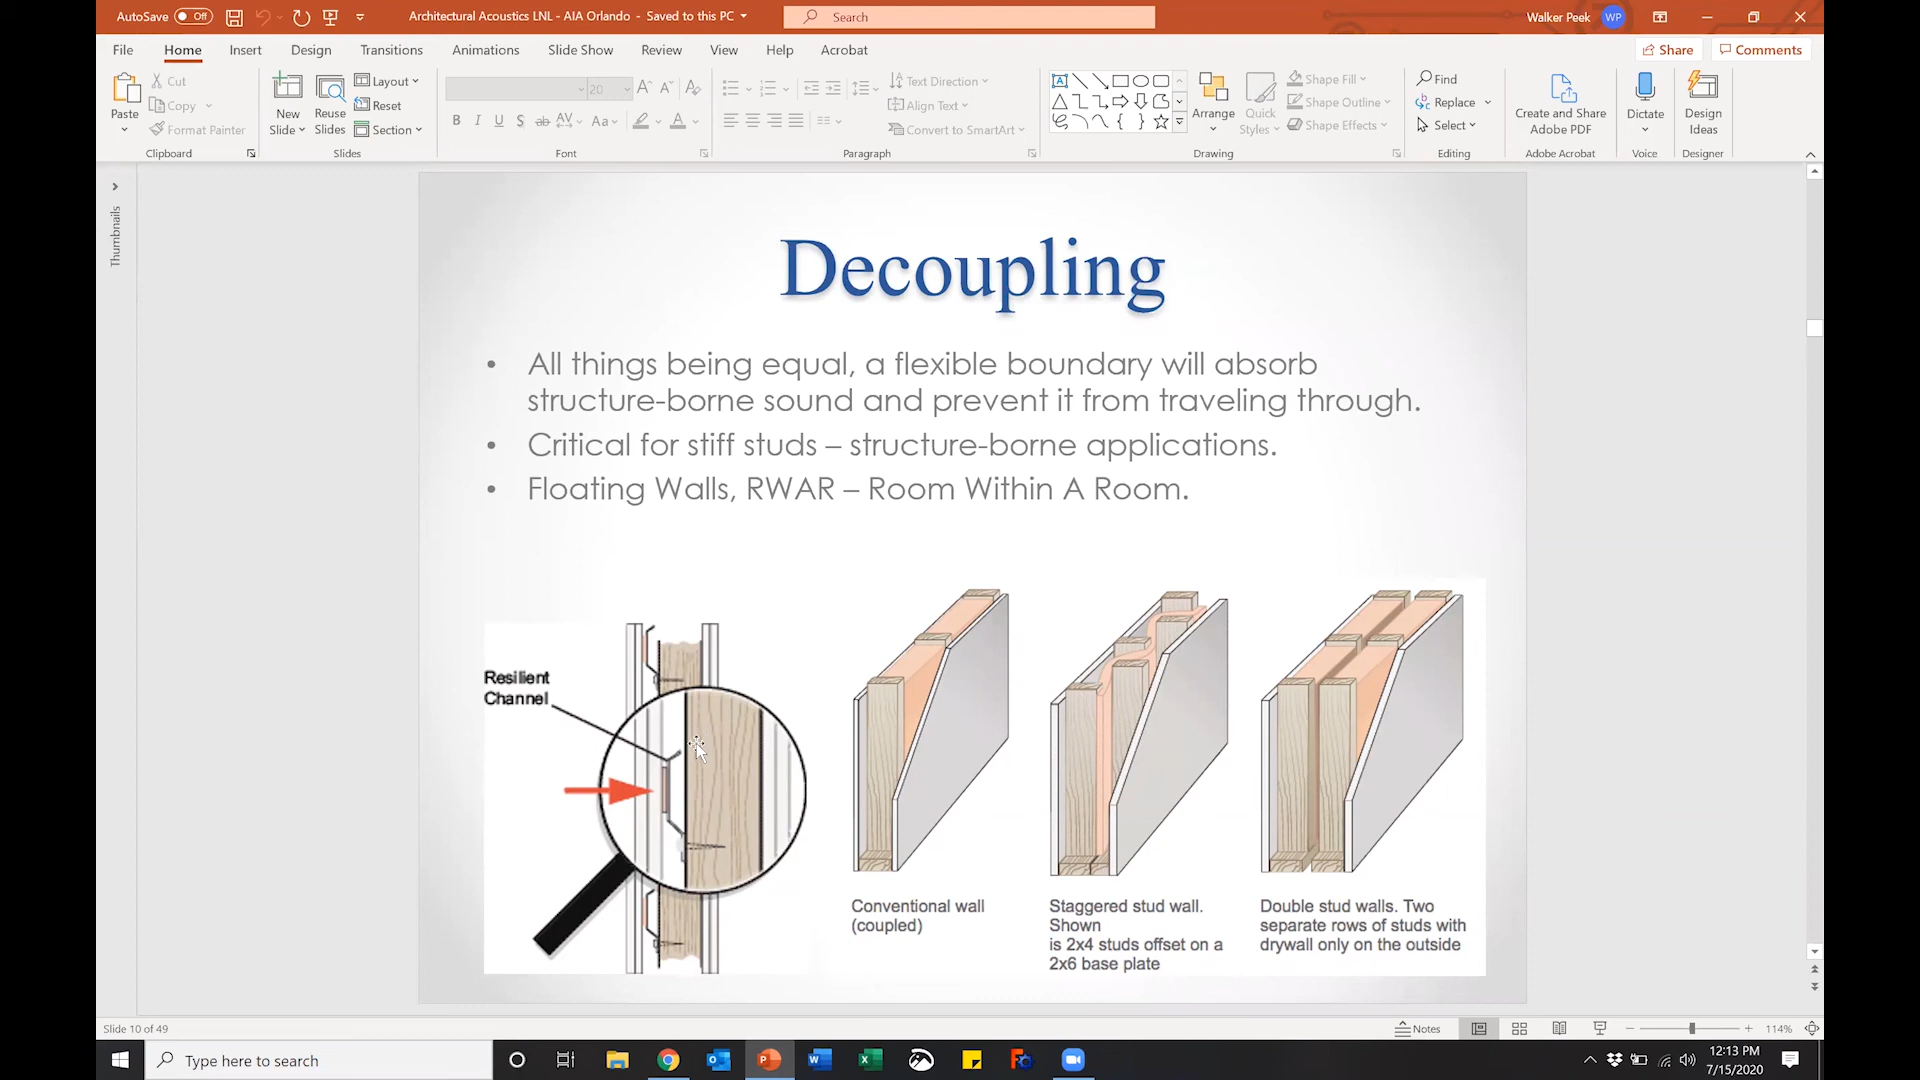 AutoSave Off
Architectural Acoustics LNL - AIA Orlando - Saved to this PC
Search
Walker Peek WP
File Home Insert Design Transitions Animations Slide Show Review View Help Acrobat
Share Comments
Paste
Cut
Copy
Format Painter
Clipboard
New Slide
Reuse Slides
Layout
Reset
Section
Slides
20
B I U S ab AV Aa A
Font
Text Direction
Align Text
Convert to SmartArt
Paragraph
Arrange
Quick Styles
Shape Fill
Shape Outline
Shape Effects
Drawing
Find
Replace
Select
Editing
Create and Share
Adobe PDF
Adobe Acrobat
Dictate
Voice
Design
Ideas
Designer
Thumbnails
Decoupling
• All things being equal, a flexible boundary will absorb
structure-borne sound and prevent it from traveling through.
• Critical for stiff studs – structure-borne applications.
• Floating Walls, RWAR – Room Within A Room.
Resilient
Channel
Conventional wall
(coupled)
Staggered stud wall.
Shown
is 2x4 studs offset on a
2x6 base plate
Double stud walls. Two
separate rows of studs with
drywall only on the outside
Slide 10 of 49
Notes
114%
Type here to search
12:13 PM
7/15/2020